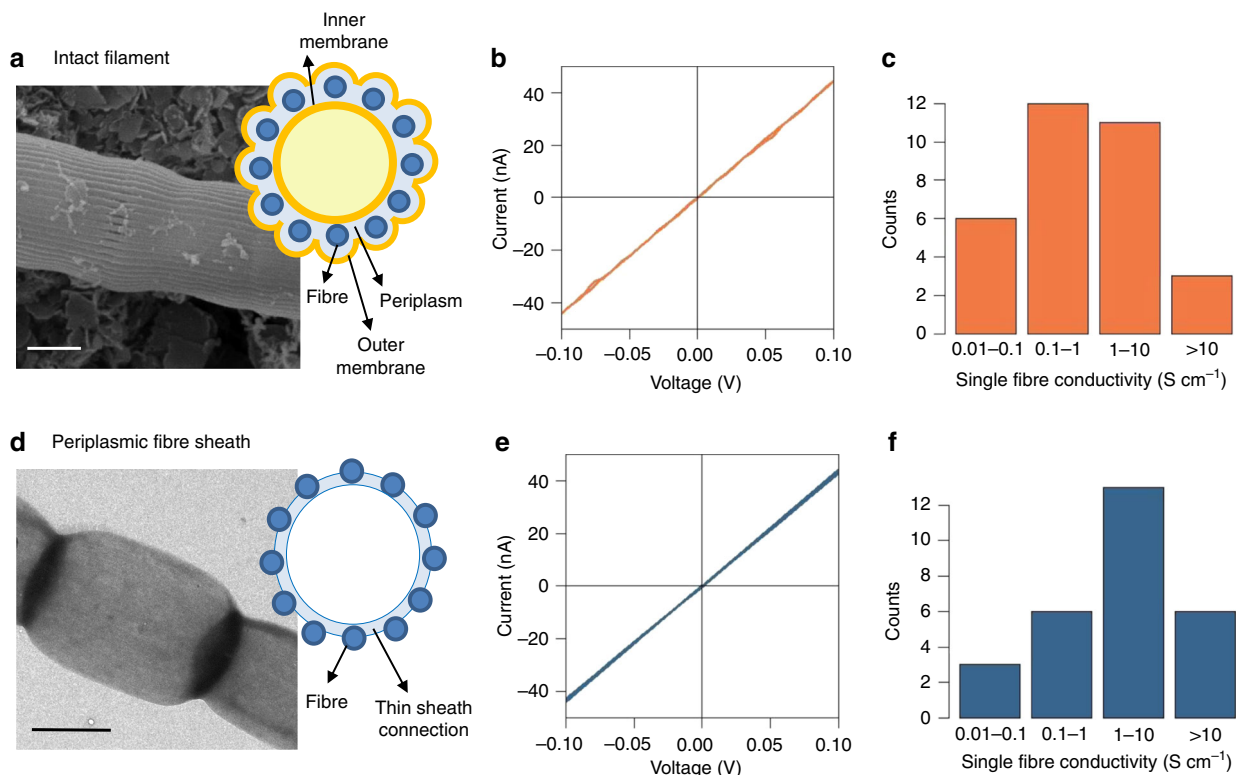 a Intact filament
Inner
membrane
Fibre
Periplasm
Outer
membrane
b
Current (nA)
40
20
0
–20
–40
–0.10 –0.05 0.00 0.05 0.10
Voltage (V)
c
Counts
12
10
8
6
4
2
0
0.01–0.1 0.1–1 1–10 >10
Single fibre conductivity (S cm⁻¹)
d Periplasmic fibre sheath
Fibre
Thin sheath
connection
e
Current (nA)
40
20
0
–20
–40
–0.10 –0.05 0.00 0.05 0.10
Voltage (V)
f
Counts
12
10
8
6
4
2
0
0.01–0.1 0.1–1 1–10 >10
Single fibre conductivity (S cm⁻¹)